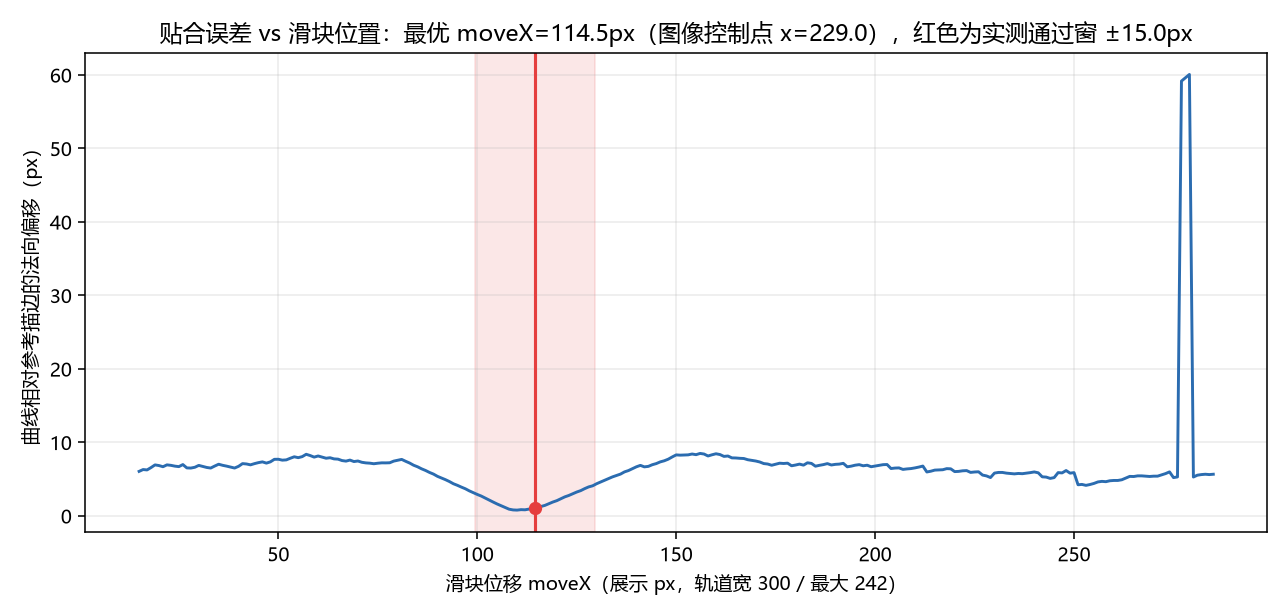 贴合误差 vs 滑块位置：最优 moveX=114.5px（图像控制点 x=229.0），红色为实测通过窗 ±15.0px
曲线相对参考描边的法向偏移（px）
60
50
40
30
20
10
0
50 100 150 200 250
滑块位移 moveX（展示 px，轨道宽 300 / 最大 242）